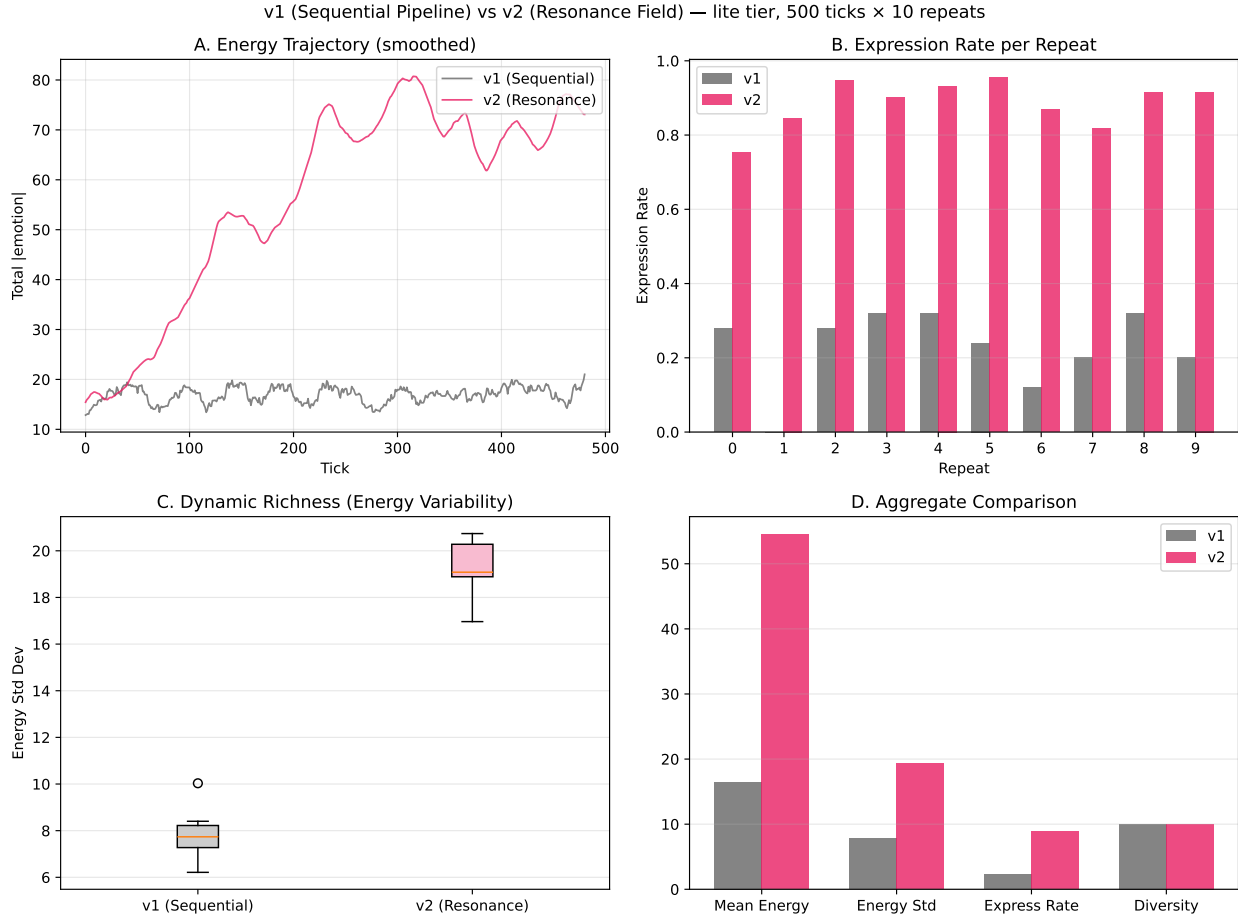 v1 (Sequential Pipeline) vs v2 (Resonance Field) — lite tier, 500 ticks × 10 repeats
A. Energy Trajectory (smoothed)
Total |emotion|
80
70
60
50
40
30
20
10
0
100
200
300
400
500
Tick
v1 (Sequential)
v2 (Resonance)
B. Expression Rate per Repeat
Expression Rate
1.0
0.8
0.6
0.4
0.2
0.0
0
1
2
3
4
5
6
7
8
9
Repeat
v1
v2
C. Dynamic Richness (Energy Variability)
Energy Std Dev
20
18
16
14
12
10
8
6
v1 (Sequential)
v2 (Resonance)
D. Aggregate Comparison
50
40
30
20
10
0
Mean Energy
Energy Std
Express Rate
Diversity
v1
v2